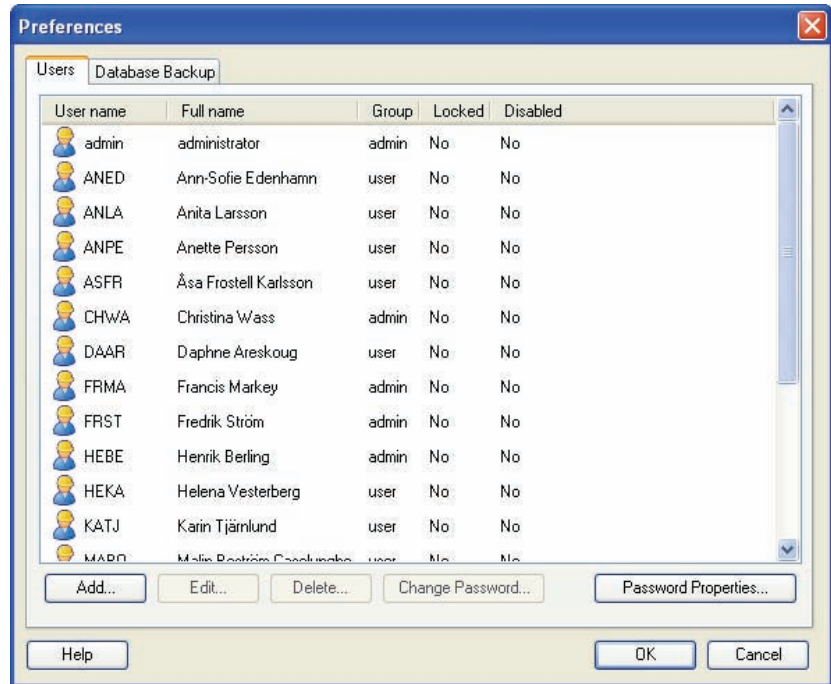 Preferences
Users Database Backup
User name Full name Group Locked Disabled
admin administrator admin No No
ANED Ann-Sofie Edenhamn user No No
ANLA Anita Larsson user No No
ANPE Anette Persson user No No
ASFR Åsa Frostell Karlsson user No No
CHWA Christina Wass admin No No
DAAR Daphne Areskoug user No No
FRMA Francis Markey admin No No
FRST Fredrik Ström admin No No
HEBE Henrik Berling admin No No
HEKA Helena Vesterberg user No No
KATJ Karin Tjärnlund user No No
Malin user No No
Add... Edit... Delete... Change Password... Password Properties...
Help OK Cancel